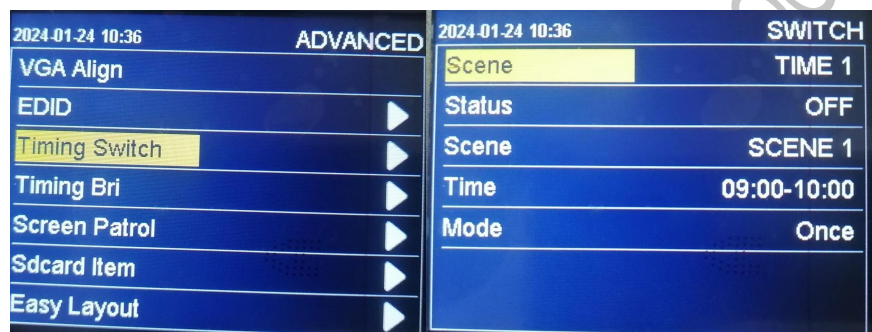 2024-01-24 10:36 ADVANCED
VGA Align
EDID
Timing Switch
Timing Bri
Screen Patrol
Sdcard Item
Easy Layout
2024-01-24 10:36 SWITCH
Scene TIME 1
Status OFF
Scene SCENE 1
Time 09:00-10:00
Mode Once